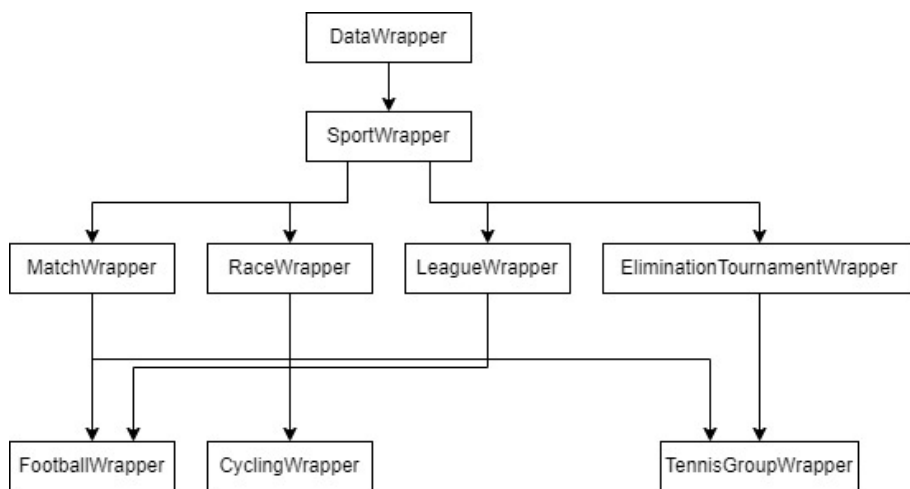 DataWrapper
SportWrapper
MatchWrapper
RaceWrapper
LeagueWrapper
EliminationTournamentWrapper
FootballWrapper
CyclingWrapper
TennisGroupWrapper